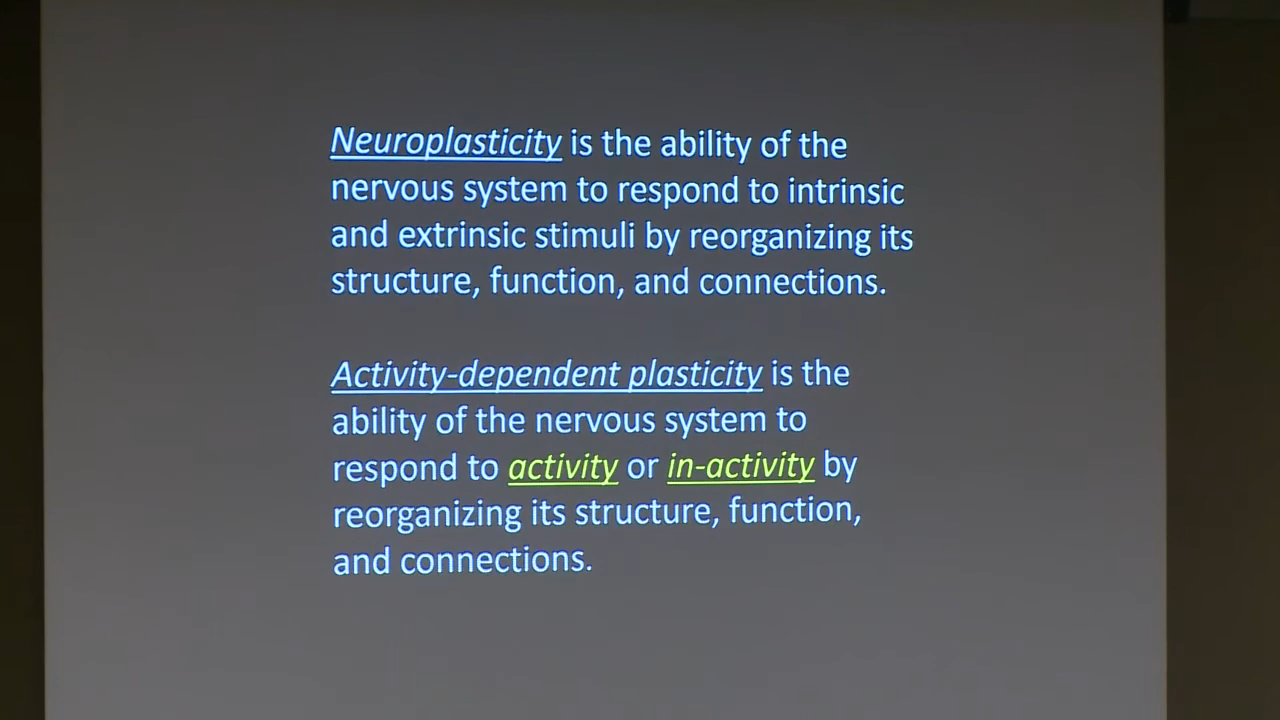 Neuroplasticity is the ability of the
nervous system to respond to intrinsic
and extrinsic stimuli by reorganizing its
structure, function, and connections.
Activity-dependent plasticity is the
ability of the nervous system to
respond to activity or in-activity by
reorganizing its structure, function,
and connections.